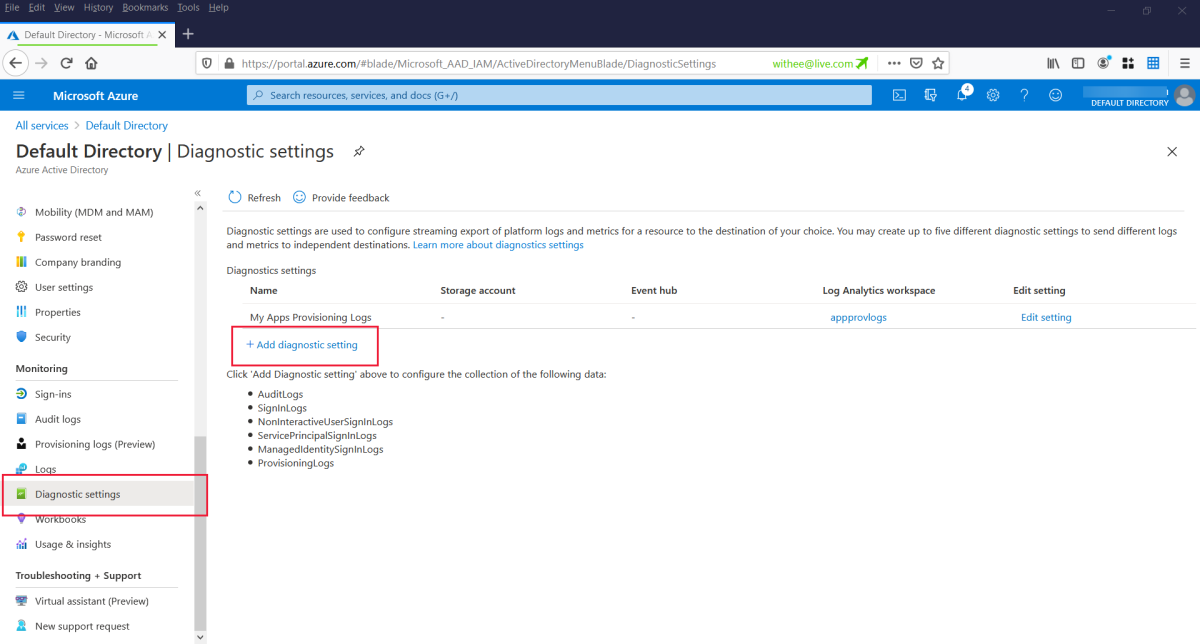 File Edit View History Bookmarks Tools Help
Default Directory - Microsoft A
https://portal.azure.com/#blade/Microsoft_AAD_IAM/ActiveDirectoryMenuBlade/DiagnosticSettings withee@live.com
Microsoft Azure
Search resources, services, and docs (G+/)
4
DEFAULT DIRECTORY
All services > Default Directory
Default Directory | Diagnostic settings
Azure Active Directory
Mobility (MDM and MAM)
Password reset
Company branding
User settings
Properties
Security
Monitoring
Sign-ins
Audit logs
Provisioning logs (Preview)
Logs
Diagnostic settings
Workbooks
Usage & insights
Troubleshooting + Support
Virtual assistant (Preview)
New support request
Refresh Provide feedback
Diagnostic settings are used to configure streaming export of platform logs and metrics for a resource to the destination of your choice. You may create up to five different diagnostic settings to send different logs
and metrics to independent destinations. Learn more about diagnostics settings
Diagnostics settings
Name Storage account Event hub Log Analytics workspace Edit setting
My Apps Provisioning Logs - - appprovlogs Edit setting
+ Add diagnostic setting
Click 'Add Diagnostic setting' above to configure the collection of the following data:
• AuditLogs
• SignInLogs
• NonInteractiveUserSignInLogs
• ServicePrincipalSignInLogs
• ManagedIdentitySignInLogs
• ProvisioningLogs